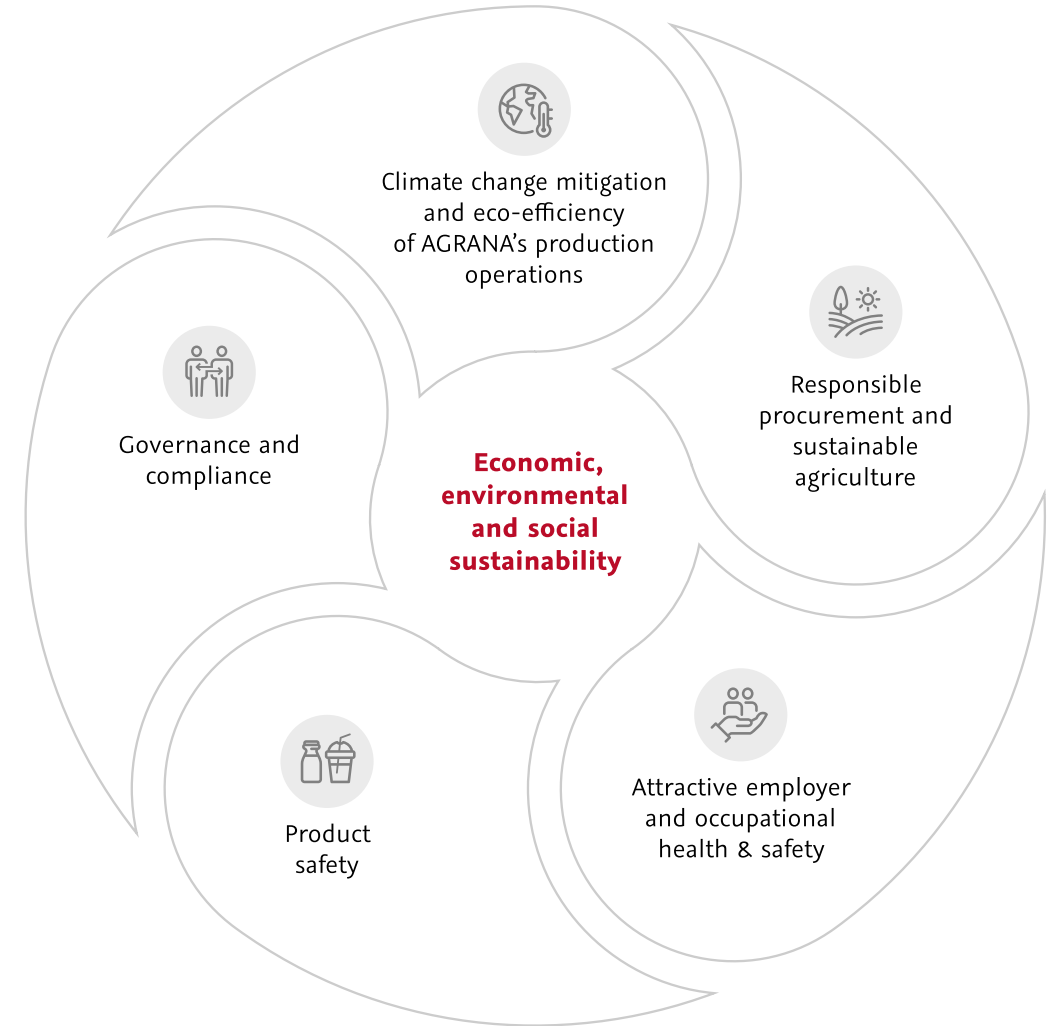 Climate change mitigation
and eco-efficiency
of AGRANA’s production
operations
Responsible
procurement and
sustainable
agriculture
Governance and
compliance
Economic,
environmental
and social
sustainability
Attractive employer
and occupational
health & safety
Product
safety